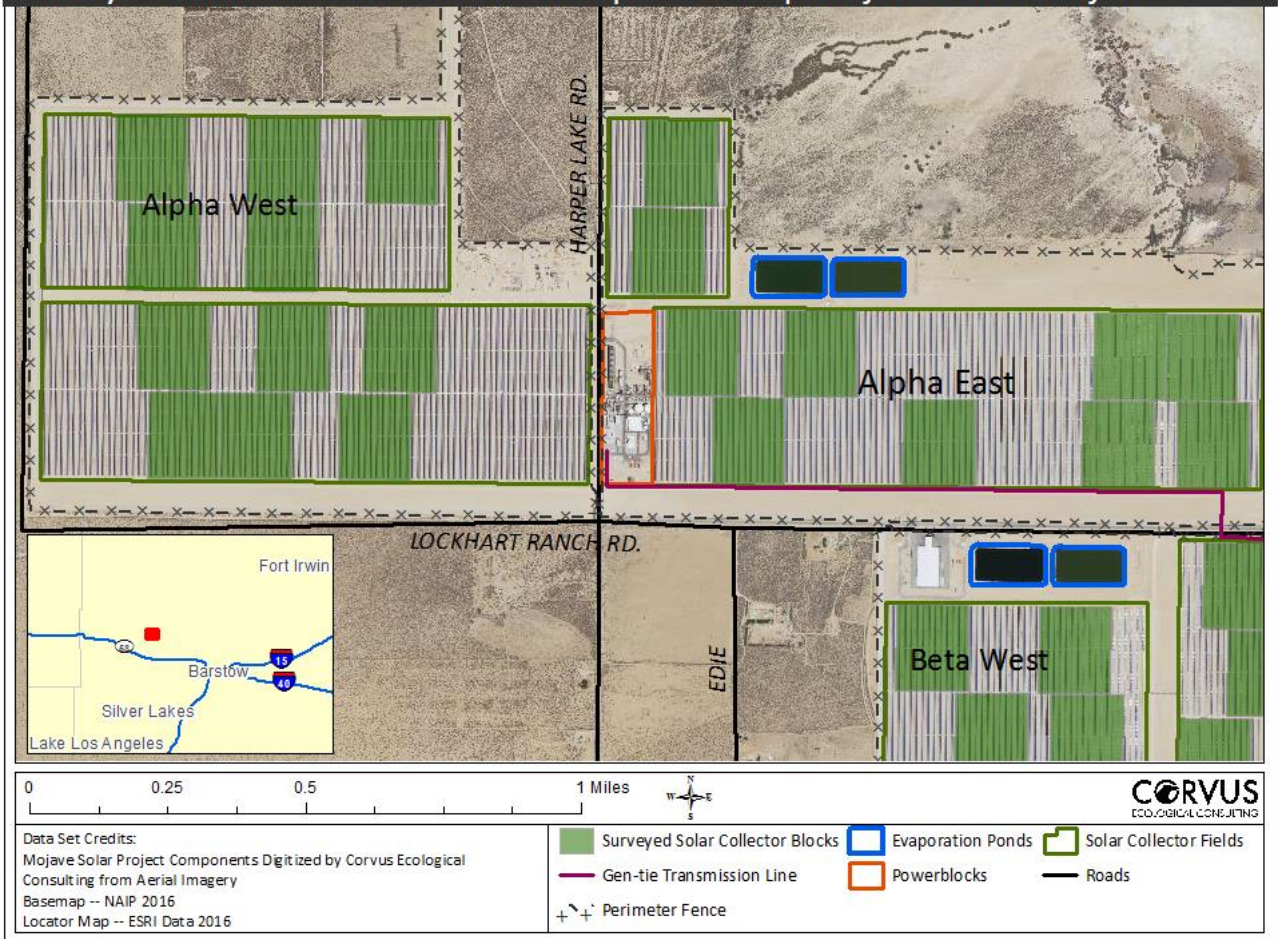 HARPER LAKE RD.
Alpha West
Alpha East
LOCKHART RANCH RD.
EDIE
Beta West
Fort Irwin
58
15
Barstow
40
Silver Lakes
Lake Los Angeles
0 0.25 0.5 1 Miles
N
W E
S
CORVUS
ECOLOGICAL CONSULTING
Data Set Credits:
Mojave Solar Project Components Digitized by Corvus Ecological
Consulting from Aerial Imagery
Basemap -- NAIP 2016
Locator Map -- ESRI Data 2016
Surveyed Solar Collector Blocks
Evaporation Ponds
Solar Collector Fields
Gen-tie Transmission Line
Powerblocks
Roads
Perimeter Fence